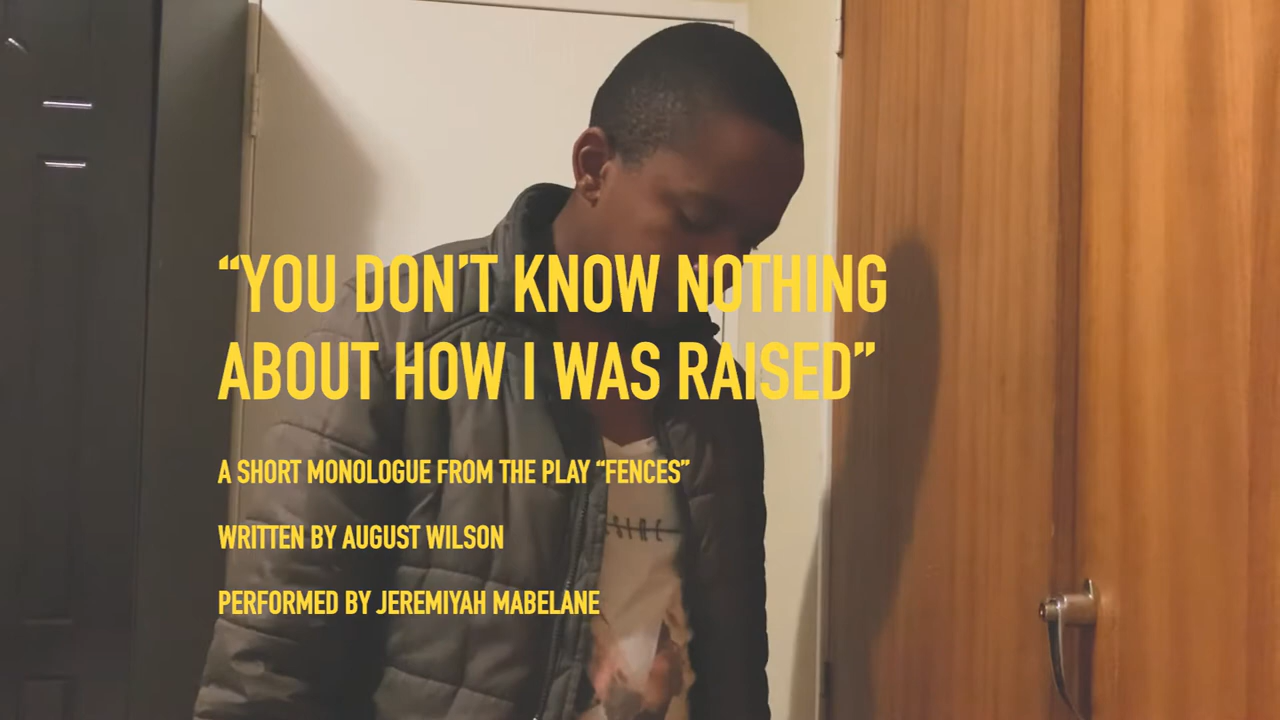 “YOU DON’T KNOW NOTHING
ABOUT HOW I WAS RAISED”
A SHORT MONOLOGUE FROM THE PLAY “FENCES”
WRITTEN BY AUGUST WILSON
PERFORMED BY JEREMIYAH MABELANE